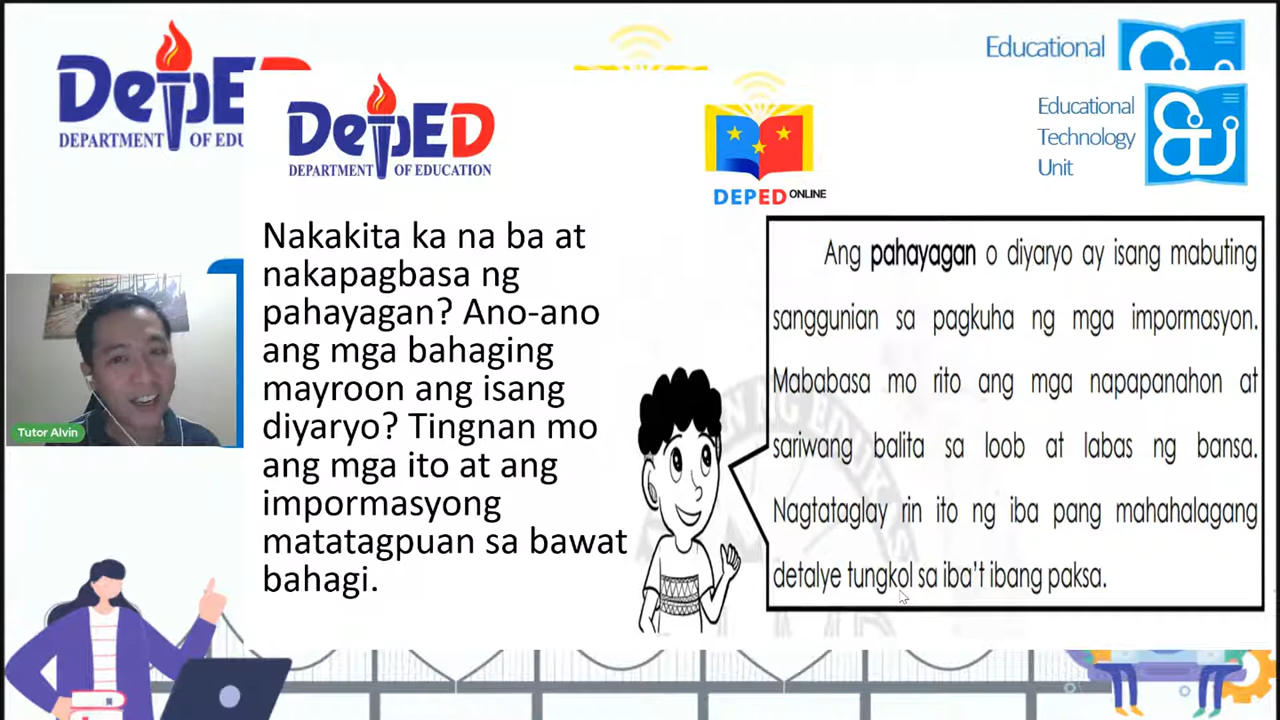 DepED
DEPARTMENT OF EDU
Educational
DepED
DEPARTMENT OF EDUCATION
DEPED ONLINE
Educational
Technology
Unit
Nakakita ka na ba at
nakapagbasa ng
pahayagan? Ano-ano
ang mga bahaging
mayroon ang isang
diyaryo? Tingnan mo
ang mga ito at ang
impormasyong
matatagpuan sa bawat
bahagi.
Ang pahayagan o diyaryo ay isang mabuting
sanggunian sa pagkuha ng mga impormasyon.
Mababasa mo rito ang mga napapanahon at
sariwang balita sa loob at labas ng bansa.
Nagtataglay rin ito ng iba pang mahahalagang
detalye tungkol sa iba't ibang paksa.
Tutor Alvin